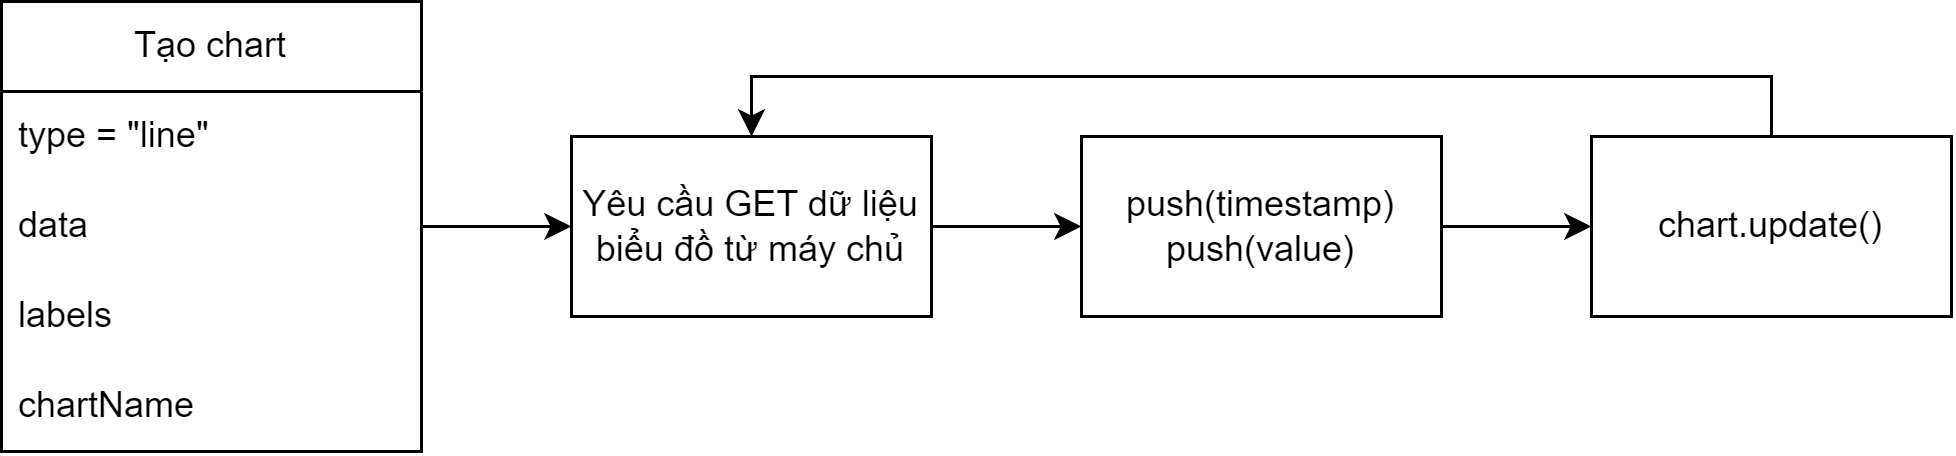 Tạo chart
type = "line"
data
labels
chartName
Yêu cầu GET dữ liệu
biểu đồ từ máy chủ
push(timestamp)
push(value)
chart.update()